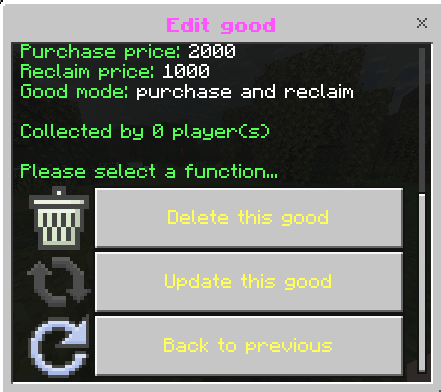 Edit good
Purchase price: 2000
Reclaim price: 1000
Good mode: purchase and reclaim
Collected by 0 player(s)
Please select a function...
Delete this good
Update this good
Back to previous